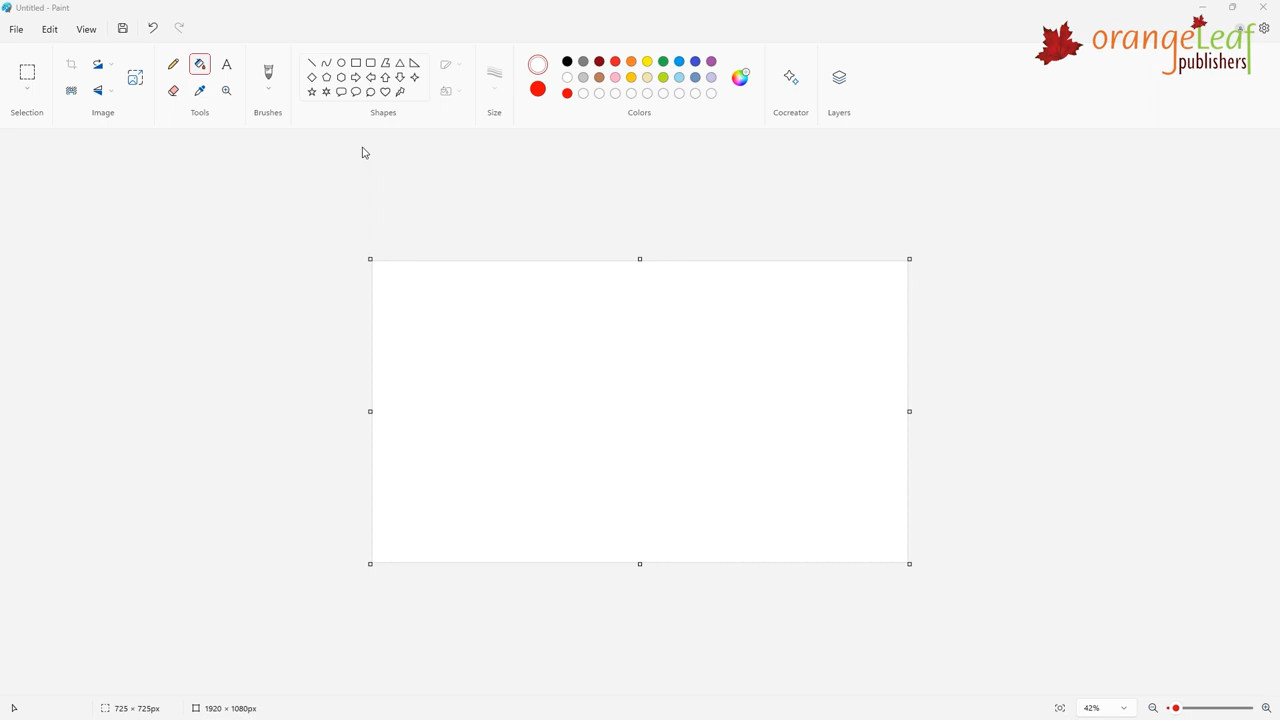 Untitled - Paint
File Edit View
orangeLeaf
publishers
Selection Image Tools Brushes Shapes Size Colors Cocreator Layers
725 × 725px 1920 × 1080px 42%